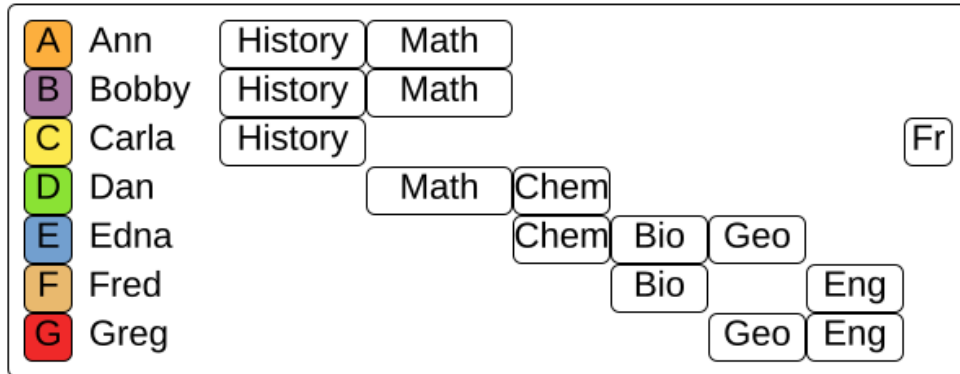 A Ann History Math
B Bobby History Math
C Carla History Fr
D Dan Math Chem
E Edna Chem Bio Geo
F Fred Bio Eng
G Greg Geo Eng